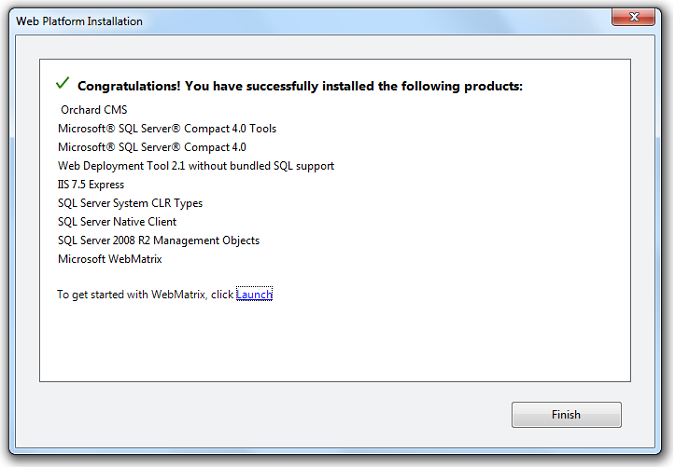 Web Platform Installation
Congratulations! You have successfully installed the following products:
Orchard CMS
Microsoft® SQL Server® Compact 4.0 Tools
Microsoft® SQL Server® Compact 4.0
Web Deployment Tool 2.1 without bundled SQL support
IIS 7.5 Express
SQL Server System CLR Types
SQL Server Native Client
SQL Server 2008 R2 Management Objects
Microsoft WebMatrix
To get started with WebMatrix, click Launch
Finish